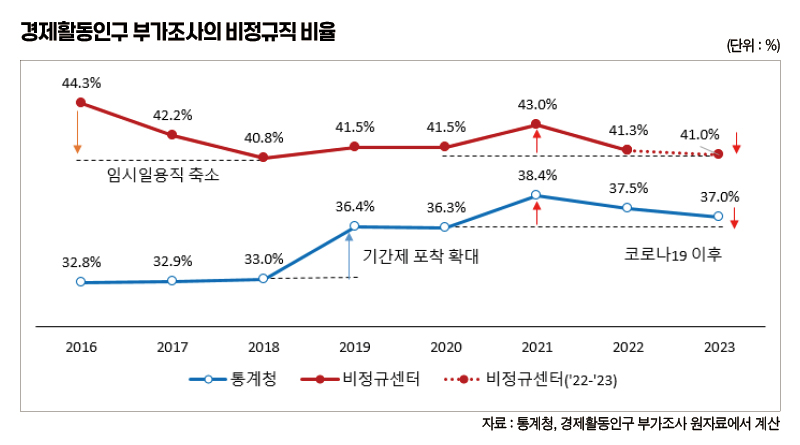 경제활동인구 부가조사의 비정규직 비율
(단위 : %)
44.3%
42.2%
40.8%
41.5%
41.5%
43.0%
41.3%
41.0%
임시일용직 축소
38.4%
37.5%
37.0%
36.4%
36.3%
32.8%
32.9%
33.0%
기간제 포착 확대
코로나19 이후
2016 2017 2018 2019 2020 2021 2022 2023
통계청 비정규센터 비정규센터('22-'23)
자료 : 통계청, 경제활동인구 부가조사 원자료에서 계산